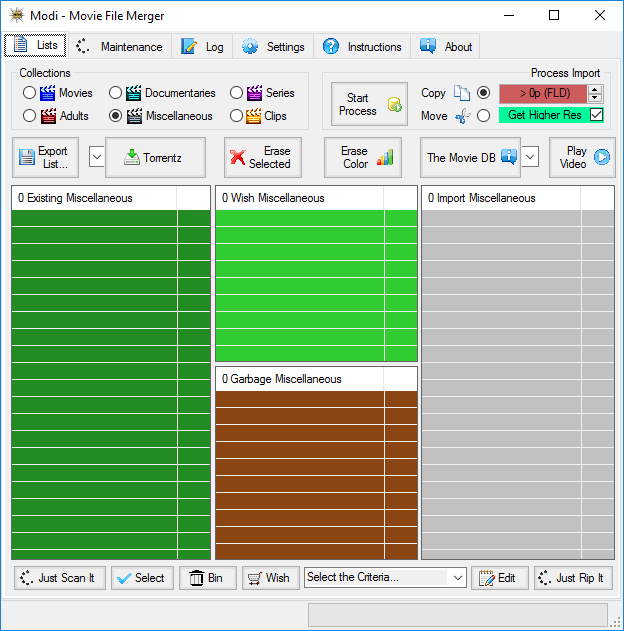 Modi - Movie File Merger
Lists Maintenance Log Settings Instructions About
Collections
Movies Documentaries Series
Adults Miscellaneous Clips
Process Import
Start
Process
Copy > 0p (FLD)
Move Get Higher Res
Export
List...
Torrentz
Erase
Selected
Erase
Color
The Movie DB
Play
Video
0 Existing Miscellaneous
0 Wish Miscellaneous
0 Import Miscellaneous
0 Garbage Miscellaneous
Just Scan It Select Bin Wish Select the Criteria... Edit Just Rip It